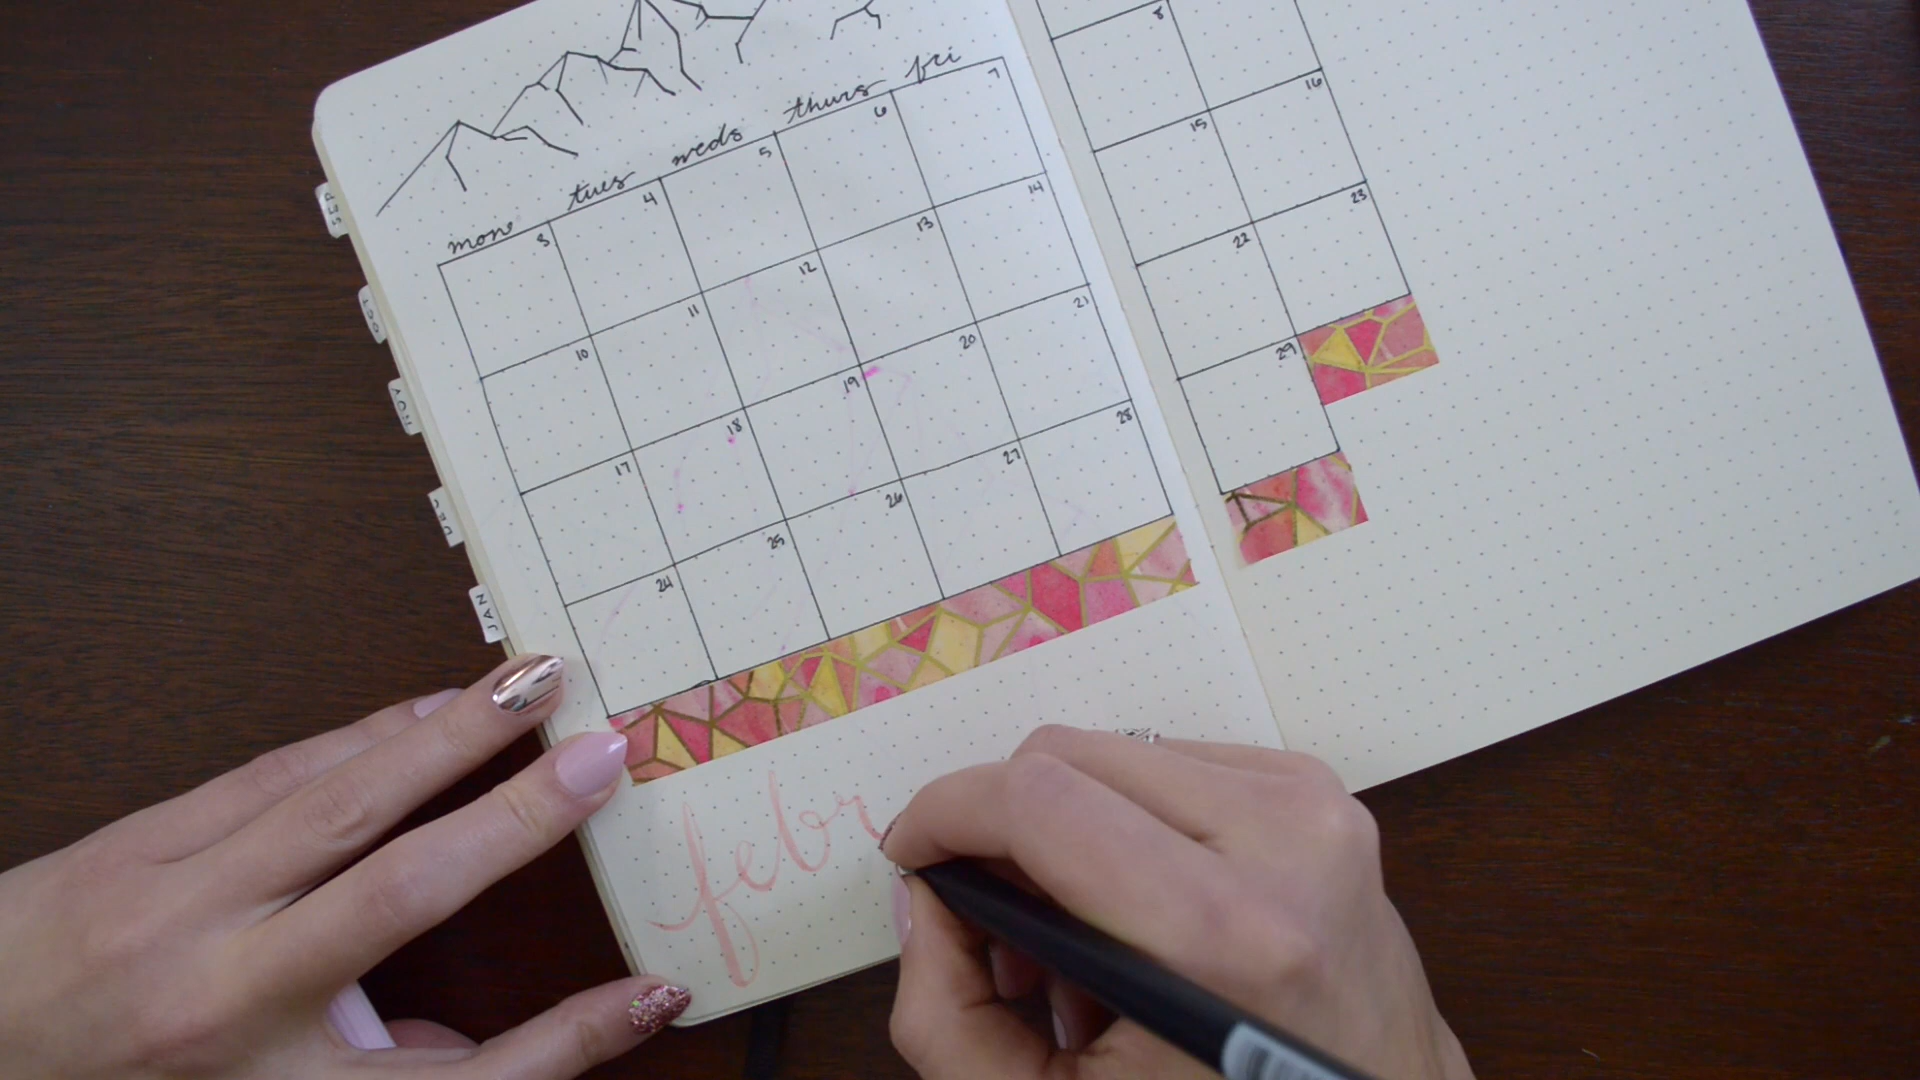 mon tues weds thurs fri
3 4 5 6 7
10 11 12 13 14
17 18 19 20 21
24 25 26 27 28
8
15 16
22 23
29
SEP
OCT
NOV
DEC
JAN
febr